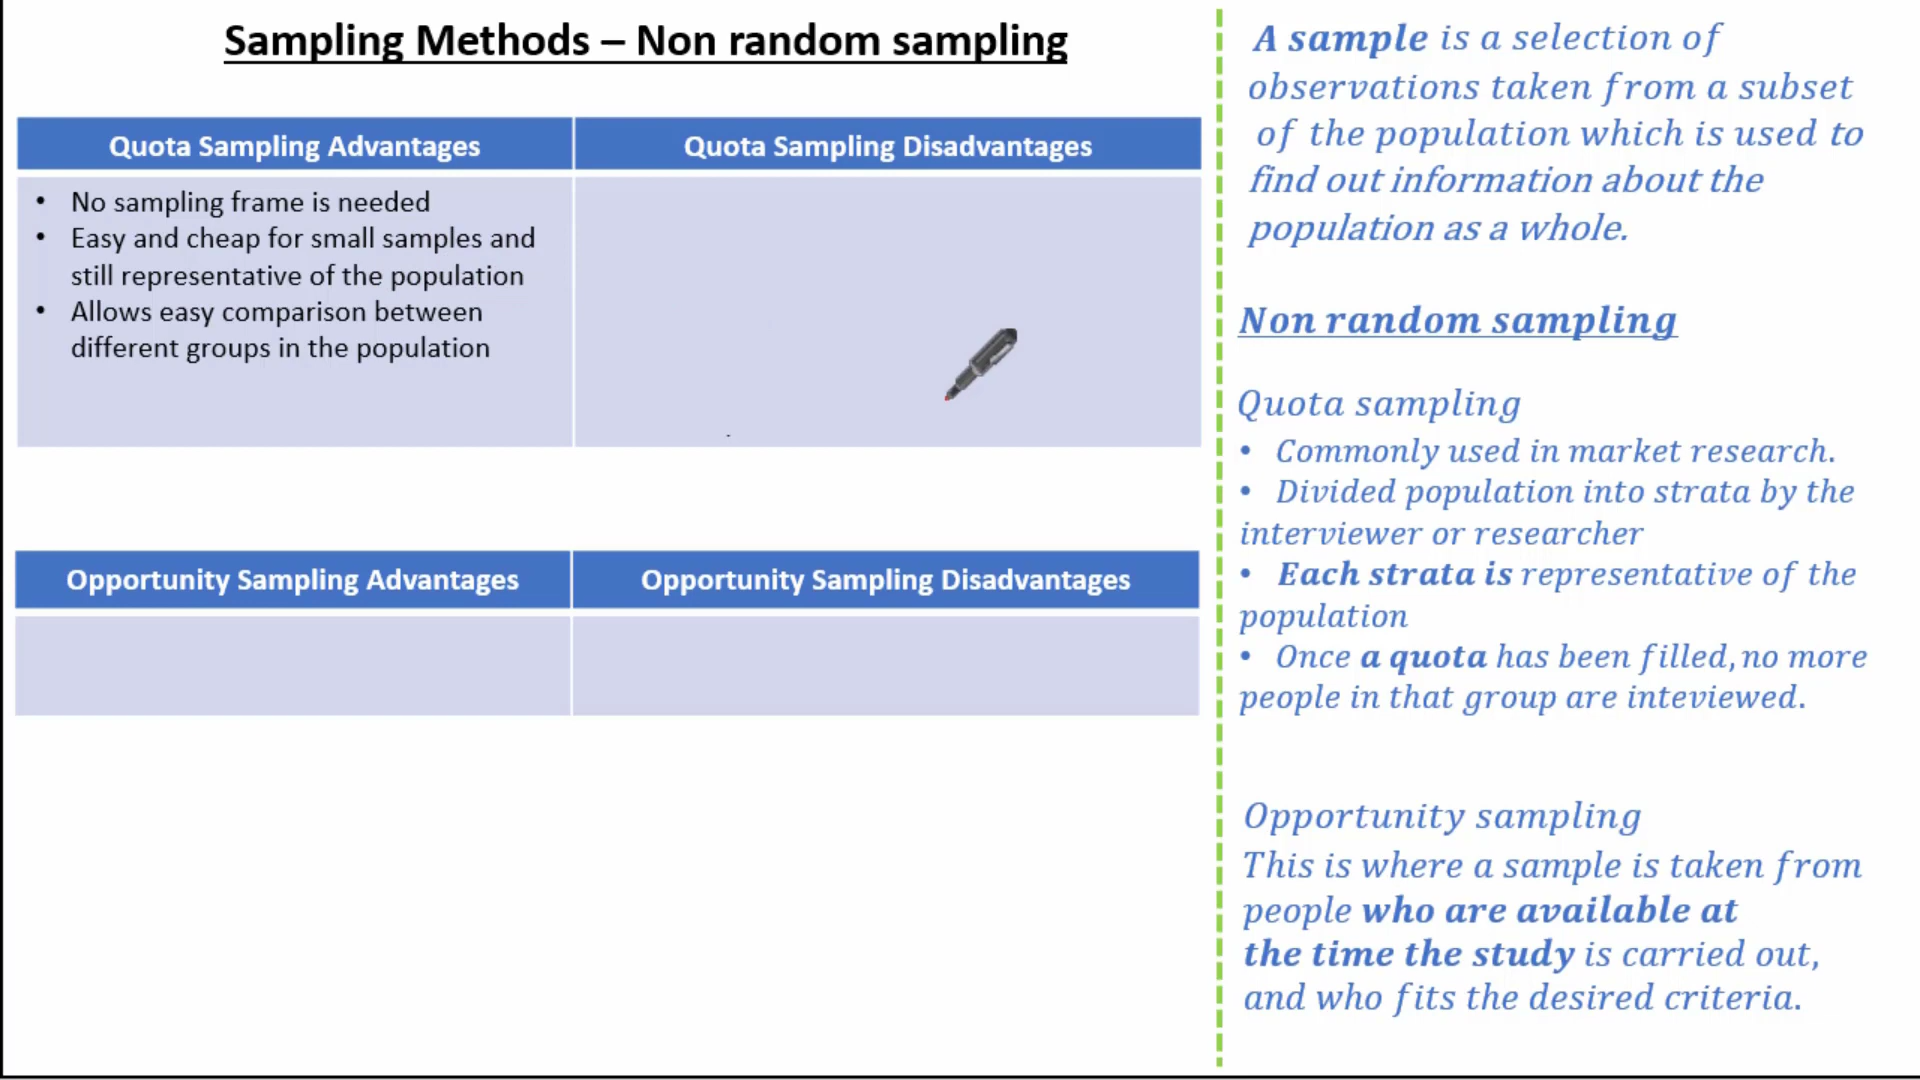 Sampling Methods – Non random sampling
Quota Sampling Advantages
Quota Sampling Disadvantages
• No sampling frame is needed
• Easy and cheap for small samples and
still representative of the population
• Allows easy comparison between
different groups in the population
Opportunity Sampling Advantages
Opportunity Sampling Disadvantages
A sample is a selection of
observations taken from a subset
of the population which is used to
find out information about the
population as a whole.
Non random sampling
Quota sampling
• Commonly used in market research.
• Divided population into strata by the
interviewer or researcher
• Each strata is representative of the
population
• Once a quota has been filled, no more
people in that group are inteviewed.
Opportunity sampling
This is where a sample is taken from
people who are available at
the time the study is carried out,
and who fits the desired criteria.